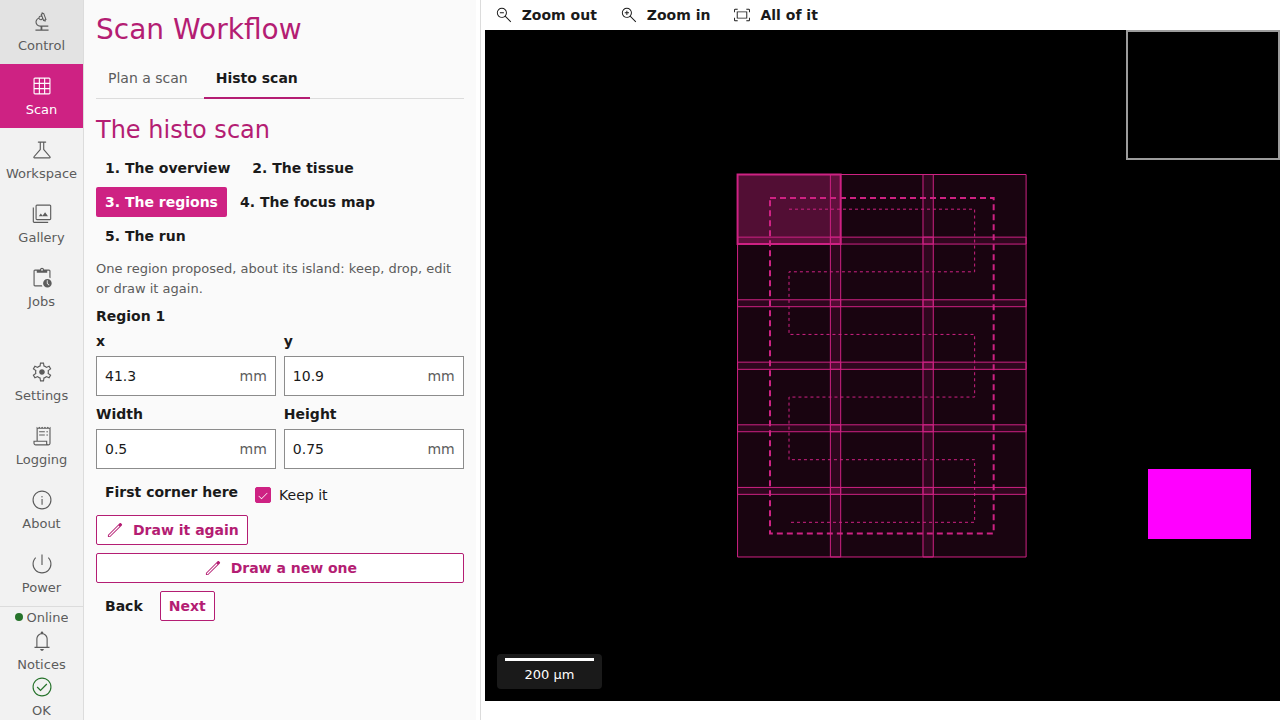 Control
Scan
Workspace
Gallery
Jobs
Settings
Logging
About
Power
Online
Notices
OK
Scan Workflow
Plan a scan
Histo scan
The histo scan
1. The overview
2. The tissue
3. The regions
4. The focus map
5. The run
One region proposed, about its island: keep, drop, edit
or draw it again.
Region 1
x
y
41.3 mm
10.9 mm
Width
Height
0.5 mm
0.75 mm
First corner here
Keep it
Draw it again
Draw a new one
Back
Next
Zoom out
Zoom in
All of it
200 µm